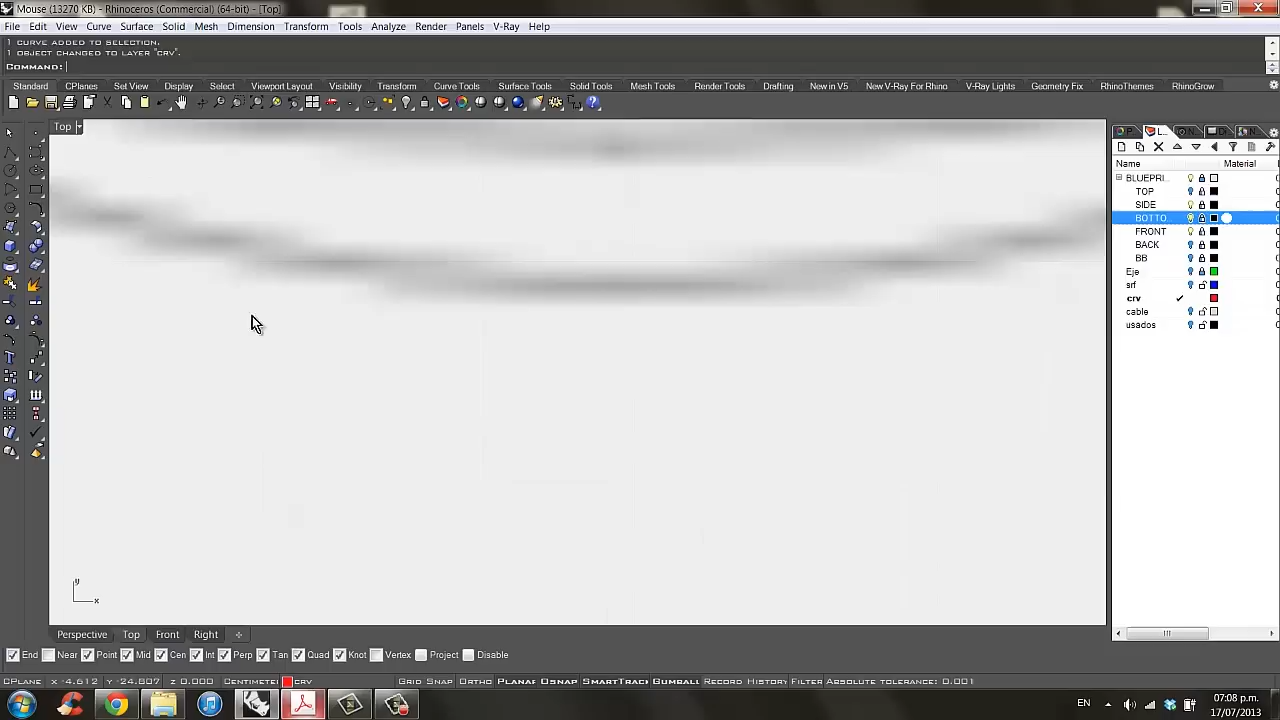 Mouse (13270 KB) - Rhinoceros (Commercial) (64-bit) - [Top]
File Edit View Curve Surface Solid Mesh Dimension Transform Tools Analyze Render Panels V-Ray Help
1 CURVE ADDED TO SELECTION.
1 OBJECT CHANGED TO LAYER "CRV".
COMMAND:
Standard CPlanes Set View Display Select Viewport Layout Visibility Transform Curve Tools Surface Tools Solid Tools Mesh Tools Render Tools Drafting New in V5 New V-Ray For Rhino V-Ray Lights Geometry Fix RhinoThemes RhinoGrow
Top
P... L... N... D... N...
Name Material
BLUEPRI...
TOP
SIDE
BOTTO...
FRONT
BACK
BB
Eje
srf
crv
cable
usados
y
x
Perspective Top Front Right
End Near Point Mid Cen Int Perp Tan Quad Knot Vertex Project Disable
CPLANE X -4.612 Y -24.807 Z 0.000 CENTIMETE CRV GRID SNAP ORTHO PLANAR OSNAP SMARTTRAC GUMBALL RECORD HISTORY FILTER ABSOLUTE TOLERANCE: 0.001
EN 07:08 p.m.
17/07/2013